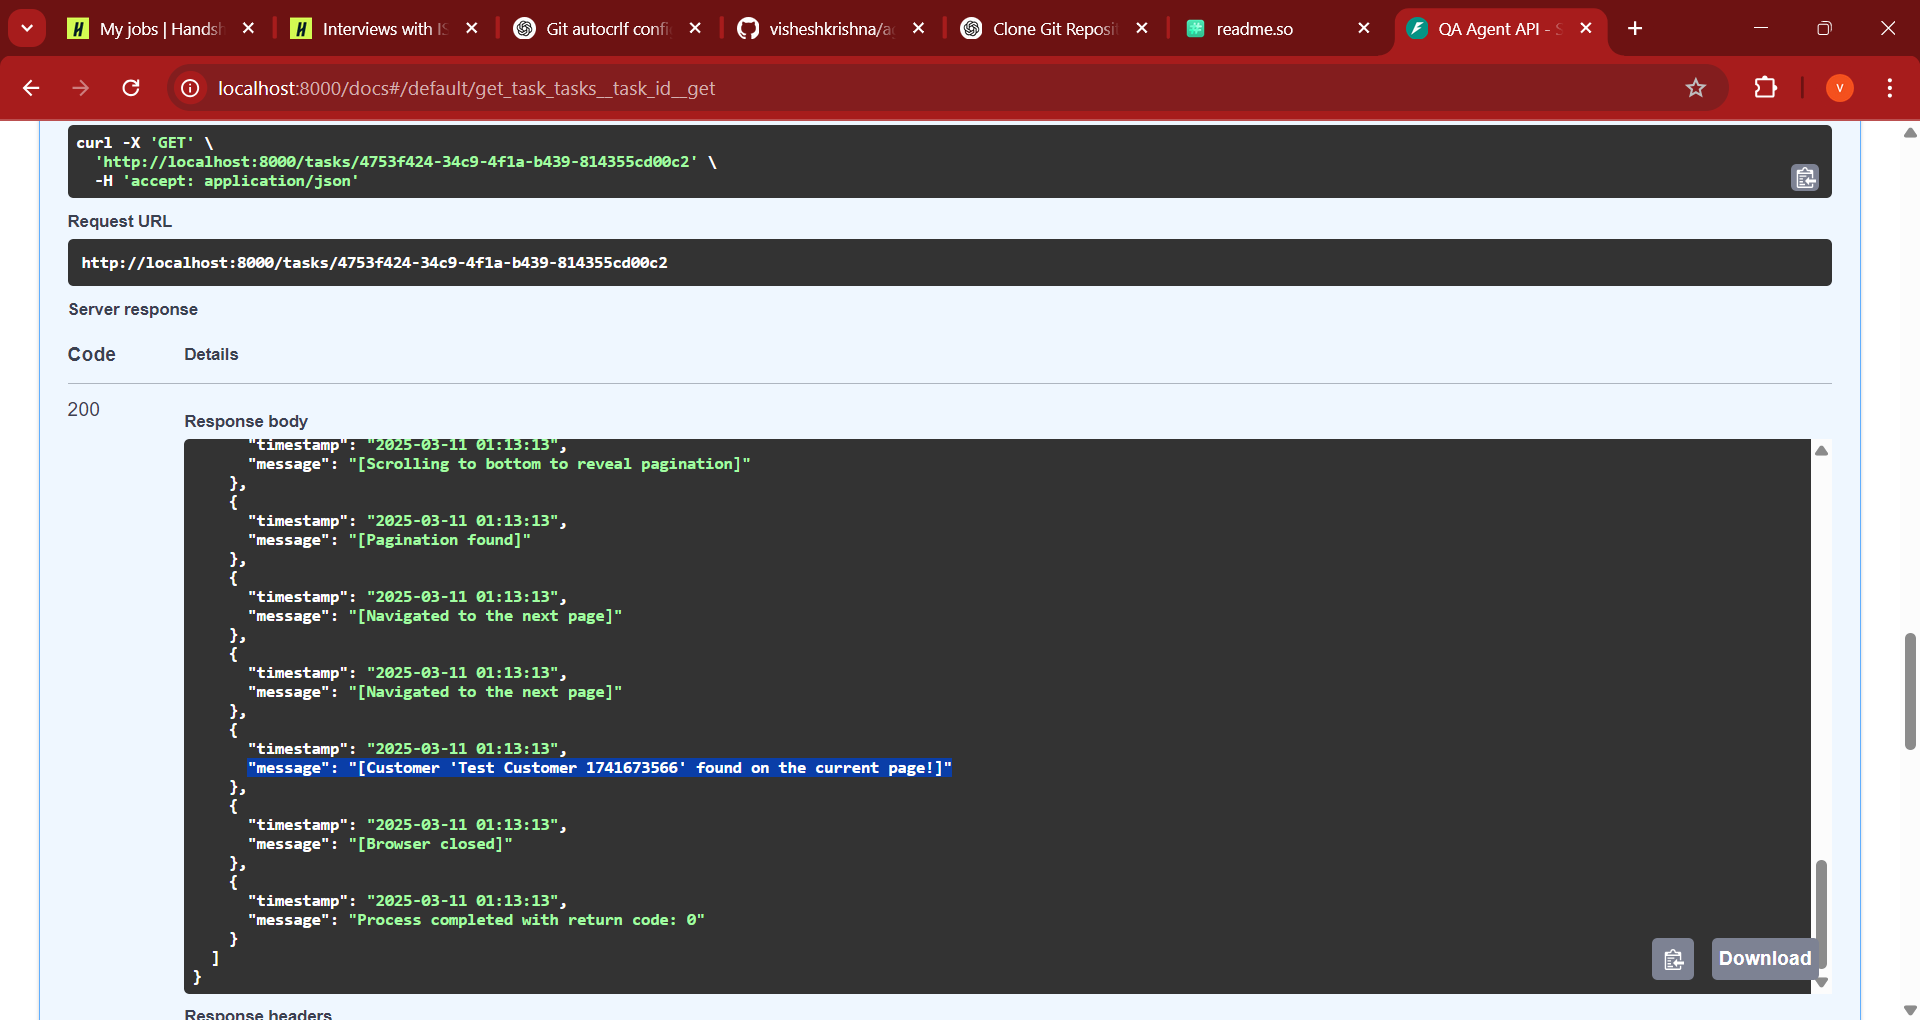 My jobs | Handsh
Interviews with IS
Git autocrlf confi
visheshkrishna/a
Clone Git Reposit
readme.so
QA Agent API - S
localhost:8000/docs#/default/get_task_tasks__task_id__get
V
curl -X 'GET' \
'http://localhost:8000/tasks/4753f424-34c9-4f1a-b439-814355cd00c2' \
-H 'accept: application/json'
Request URL
http://localhost:8000/tasks/4753f424-34c9-4f1a-b439-814355cd00c2
Server response
Code Details
200
Response body
"timestamp": "2025-03-11 01:13:13",
"message": "[Scrolling to bottom to reveal pagination]"
},
{
"timestamp": "2025-03-11 01:13:13",
"message": "[Pagination found]"
},
{
"timestamp": "2025-03-11 01:13:13",
"message": "[Navigated to the next page]"
},
{
"timestamp": "2025-03-11 01:13:13",
"message": "[Navigated to the next page]"
},
{
"timestamp": "2025-03-11 01:13:13",
"message": "[Customer 'Test Customer 1741673566' found on the current page!]"
},
{
"timestamp": "2025-03-11 01:13:13",
"message": "[Browser closed]"
},
{
"timestamp": "2025-03-11 01:13:13",
"message": "Process completed with return code: 0"
}
]
}
Download
Response headers